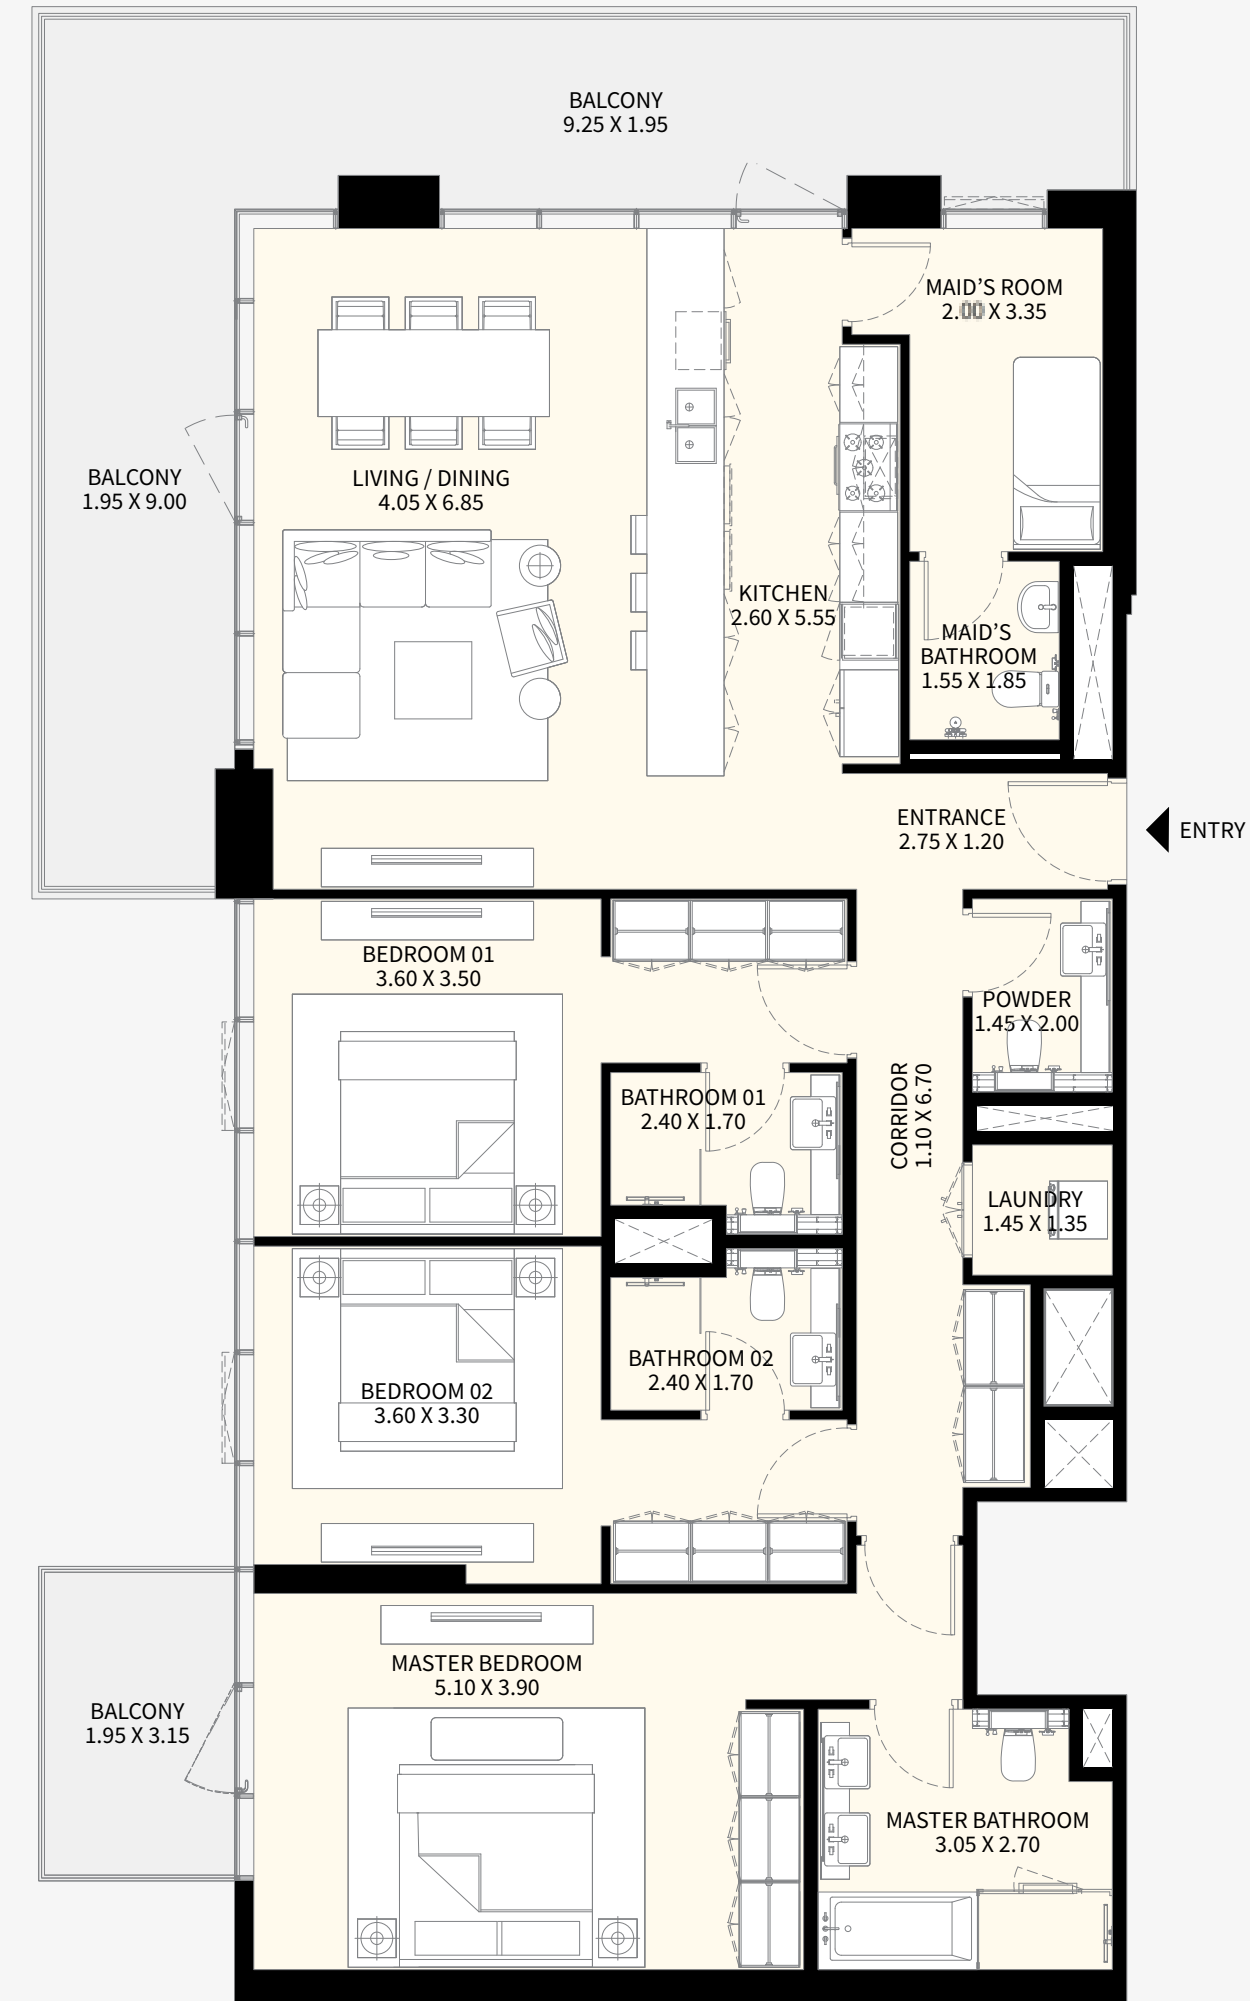 BALCONY
9.25 X 1.95
MAID'S ROOM
X 3.35
BALCONY
1.95 X 9.00
LIVING / DINING
4.05 X 6.85
KITCHEN
2.60 X 5.55
MAID'S
BATHROOM
1.55 X 1.85
ENTRANCE
2.75 X 1.20
ENTRY
BEDROOM 01
3.60 X 3.50
POWDER
1.45 X 2.00
BATHROOM 01
2.40 X 1.70
CORRIDOR
1.10 X 6.70
LAUNDRY
1.45 X 1.35
BATHROOM 02
2.40 X 1.70
BEDROOM 02
3.60 X 3.30
MASTER BEDROOM
5.10 X 3.90
BALCONY
1.95 X 3.15
MASTER BATHROOM
3.05 X 2.70